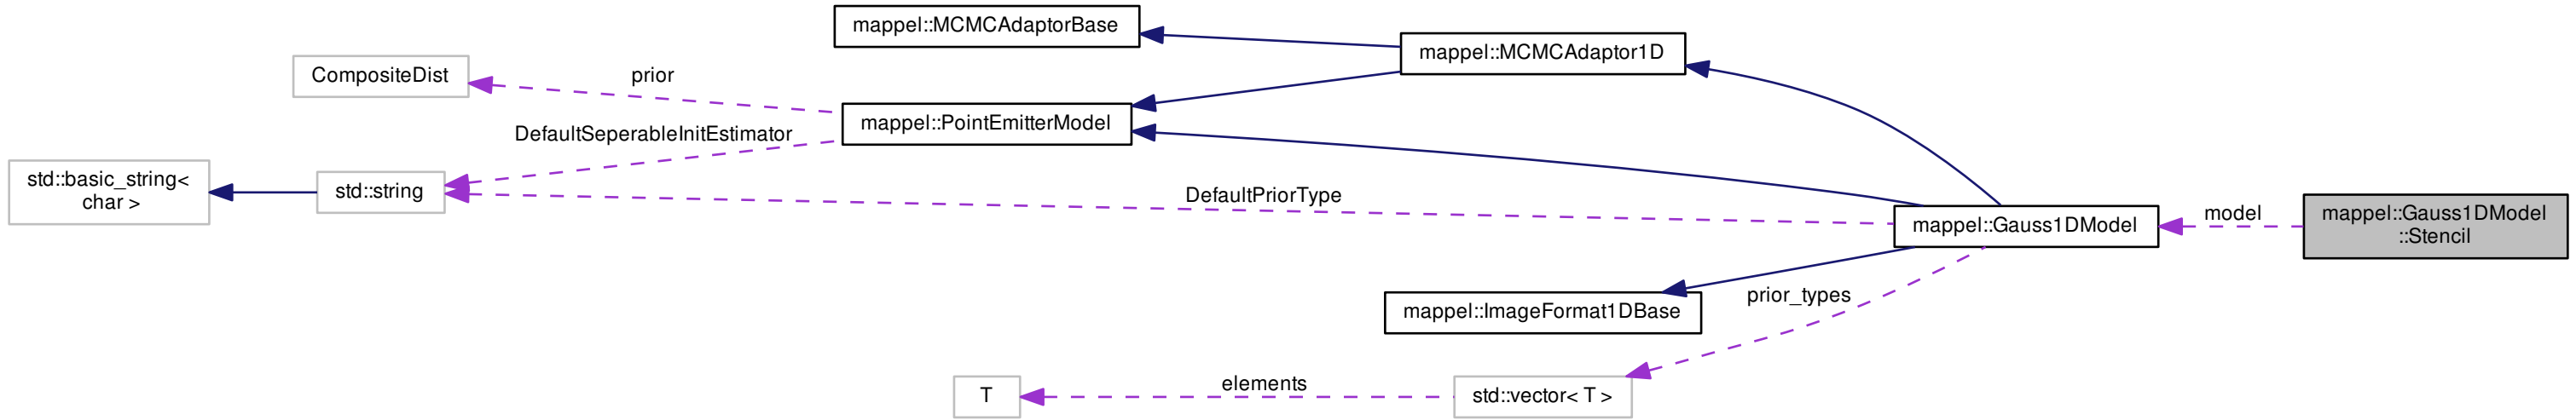 mappel::MCMCAdaptorBase
mappel::MCMCAdaptor1D
CompositeDist
prior
mappel::PointEmitterModel
DefaultSeperableInitEstimator
std::basic_string<
char >
std::string
DefaultPriorType
mappel::Gauss1DModel
model
mappel::Gauss1DModel
::Stencil
mappel::ImageFormat1DBase
prior_types
T
elements
std::vector< T >